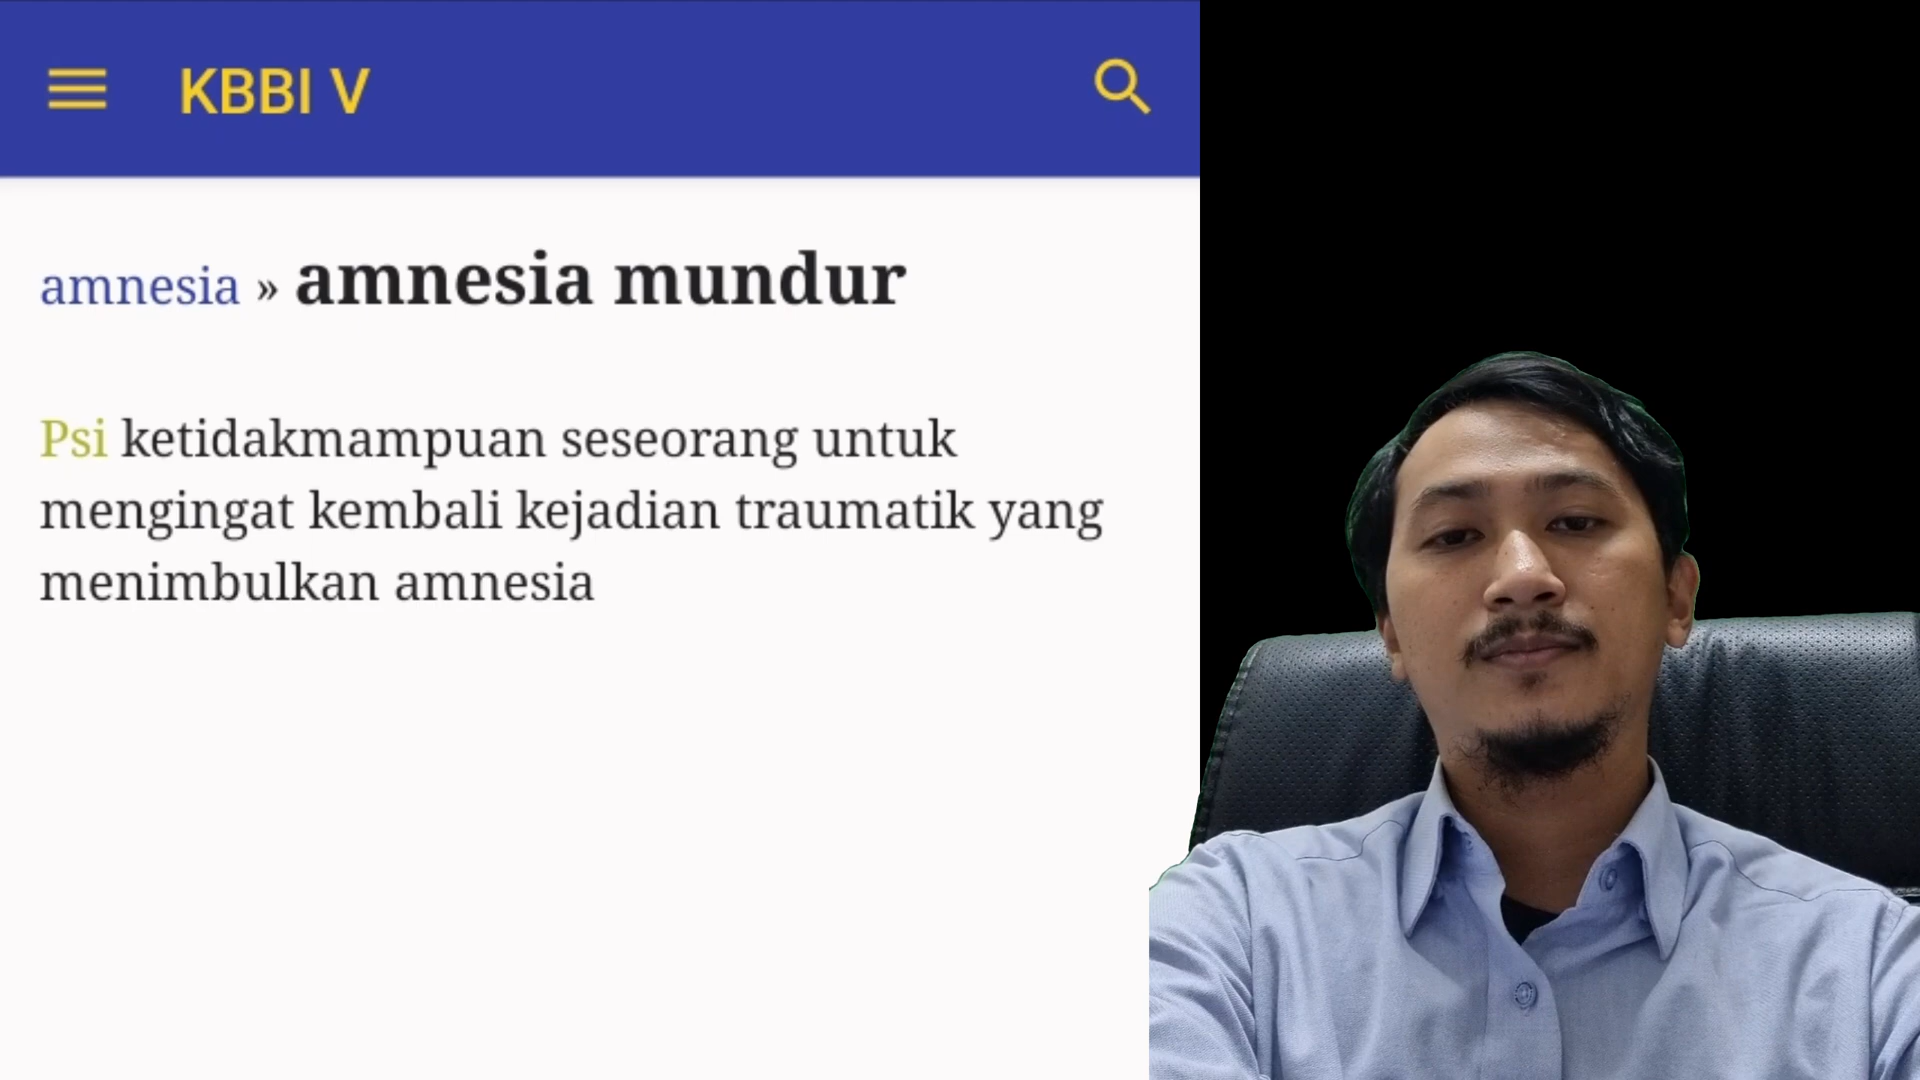 KBBI V
amnesia » amnesia mundur
Psi ketidakmampuan seseorang untuk
mengingat kembali kejadian traumatik yang
menimbulkan amnesia